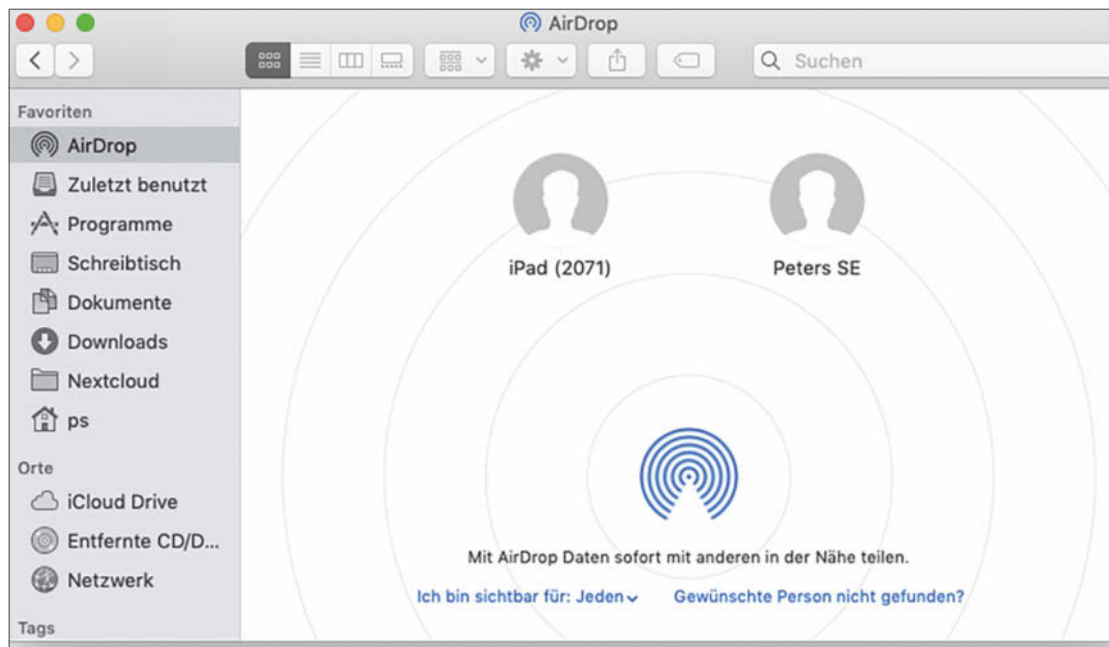 AirDrop
Suchen
Favoriten
AirDrop
Zuletzt benutzt
Programme
Schreibtisch
Dokumente
Downloads
Nextcloud
ps
Orte
iCloud Drive
Entfernte CD/D...
Netzwerk
Tags
iPad (2071)
Peters SE
Mit AirDrop Daten sofort mit anderen in der Nähe teilen.
Ich bin sichtbar für: Jeden
Gewünschte Person nicht gefunden?